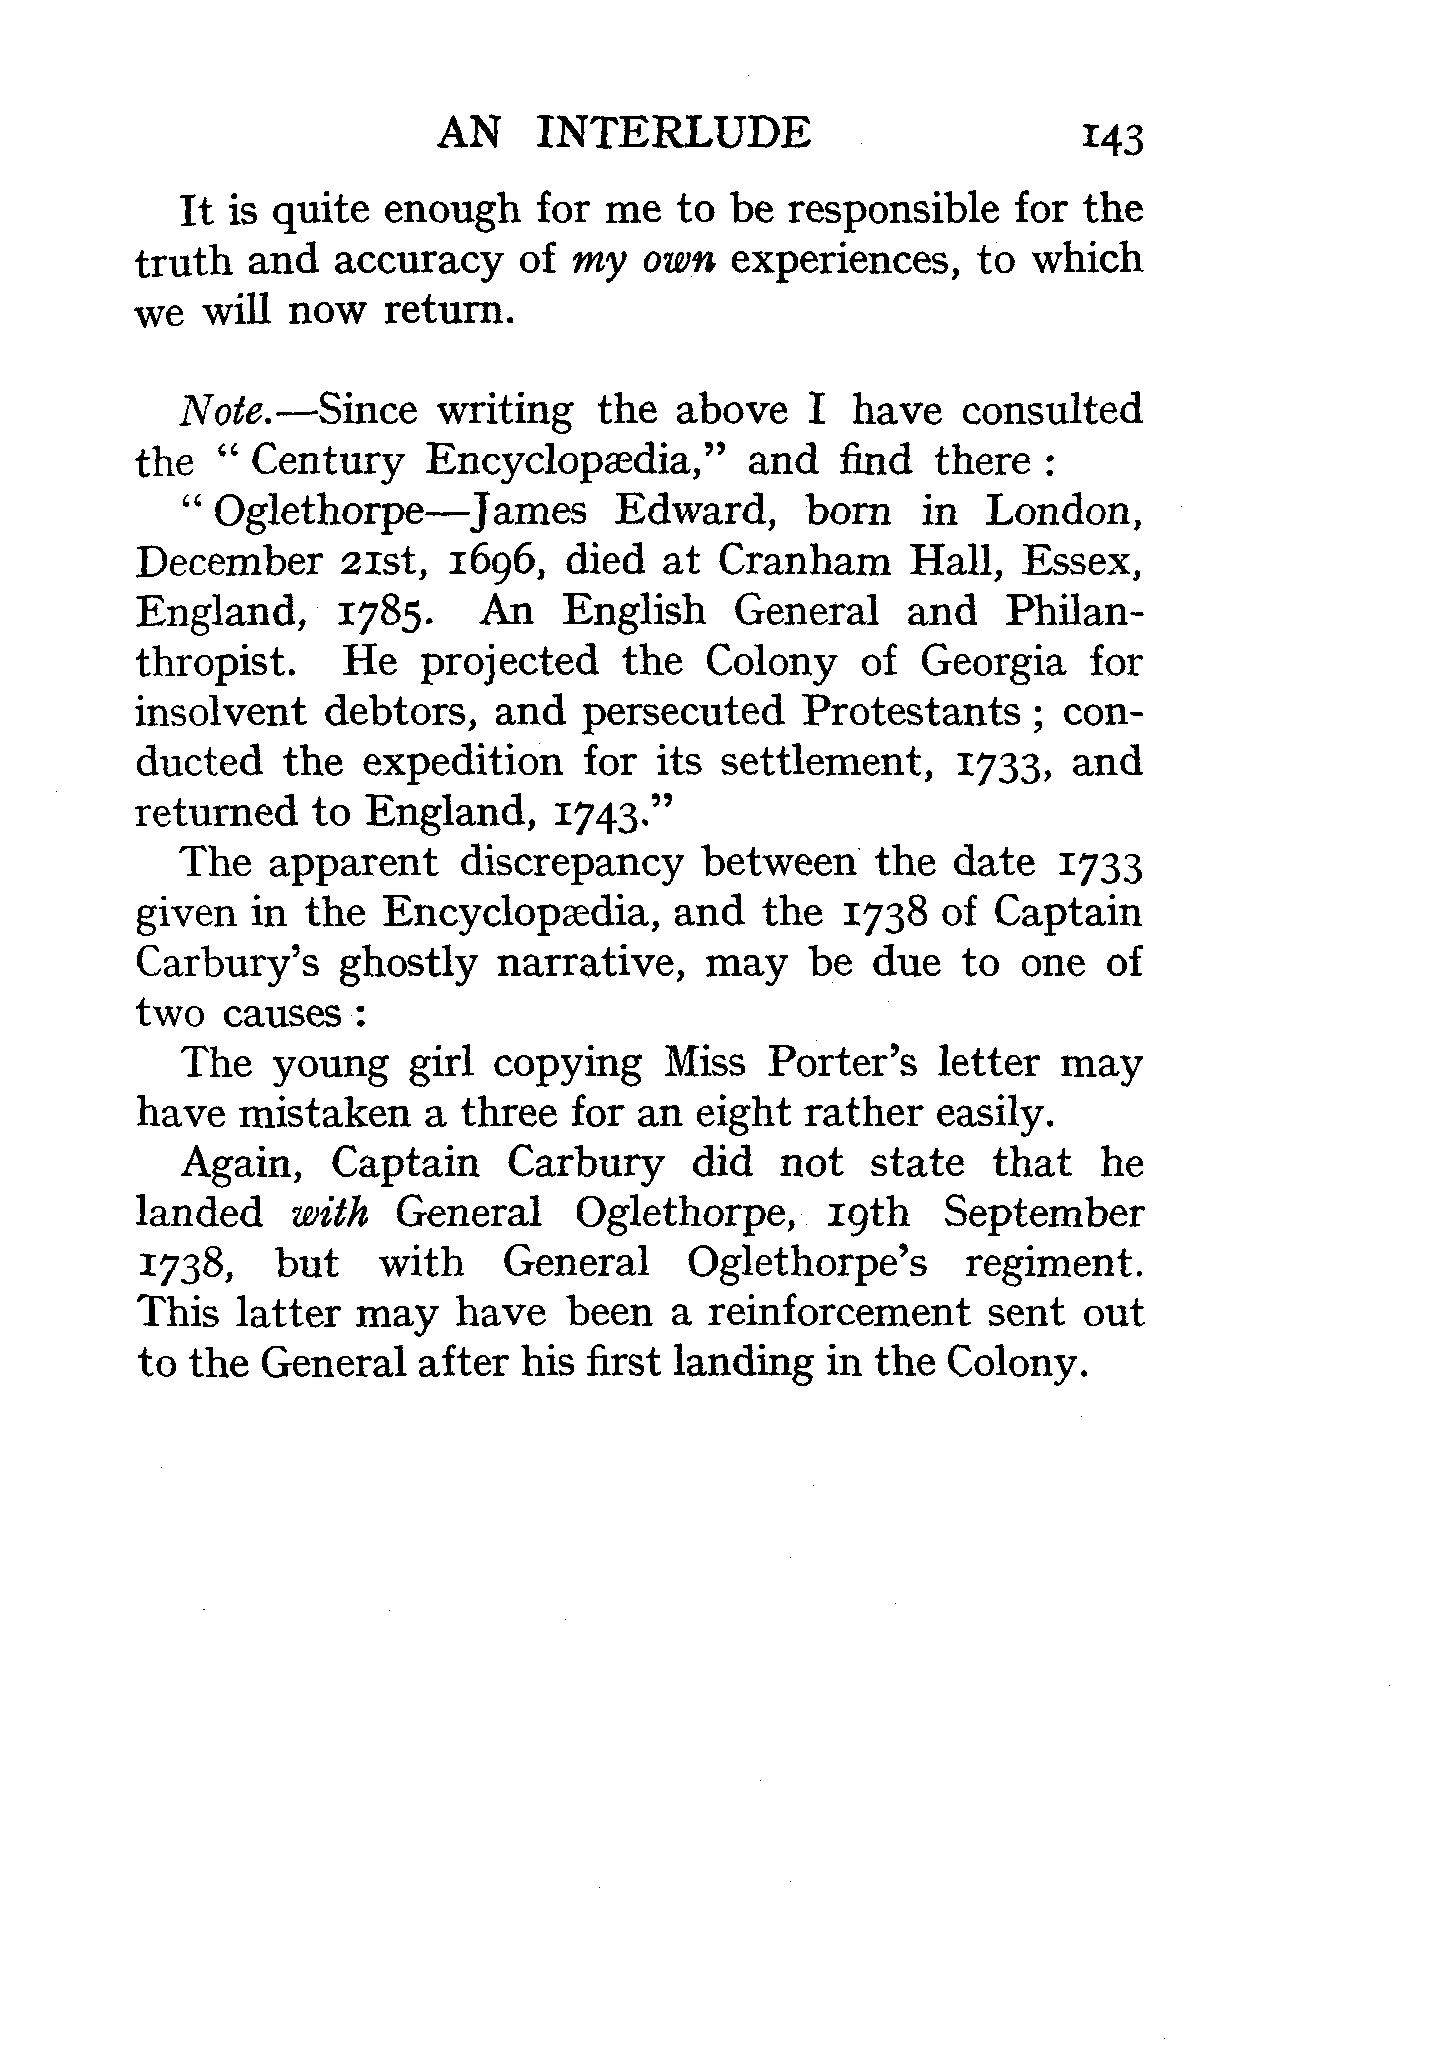 AN INTERLUDE 143
It is quite enough for me to be responsible for the
truth and accuracy of my own experiences, to which
we will now return.
Note.—Since writing the above I have consulted
the “ Century Encyclopædia,” and find there :
“ Oglethorpe—James Edward, born in London,
December 21st, 1696, died at Cranham Hall, Essex,
England, 1785. An English General and Philan-
thropist. He projected the Colony of Georgia for
insolvent debtors, and persecuted Protestants ; con-
ducted the expedition for its settlement, 1733, and
returned to England, 1743.”
The apparent discrepancy between the date 1733
given in the Encyclopædia, and the 1738 of Captain
Carbury’s ghostly narrative, may be due to one of
two causes :
The young girl copying Miss Porter’s letter may
have mistaken a three for an eight rather easily.
Again, Captain Carbury did not state that he
landed with General Oglethorpe, 19th September
1738, but with General Oglethorpe’s regiment.
This latter may have been a reinforcement sent out
to the General after his first landing in the Colony.